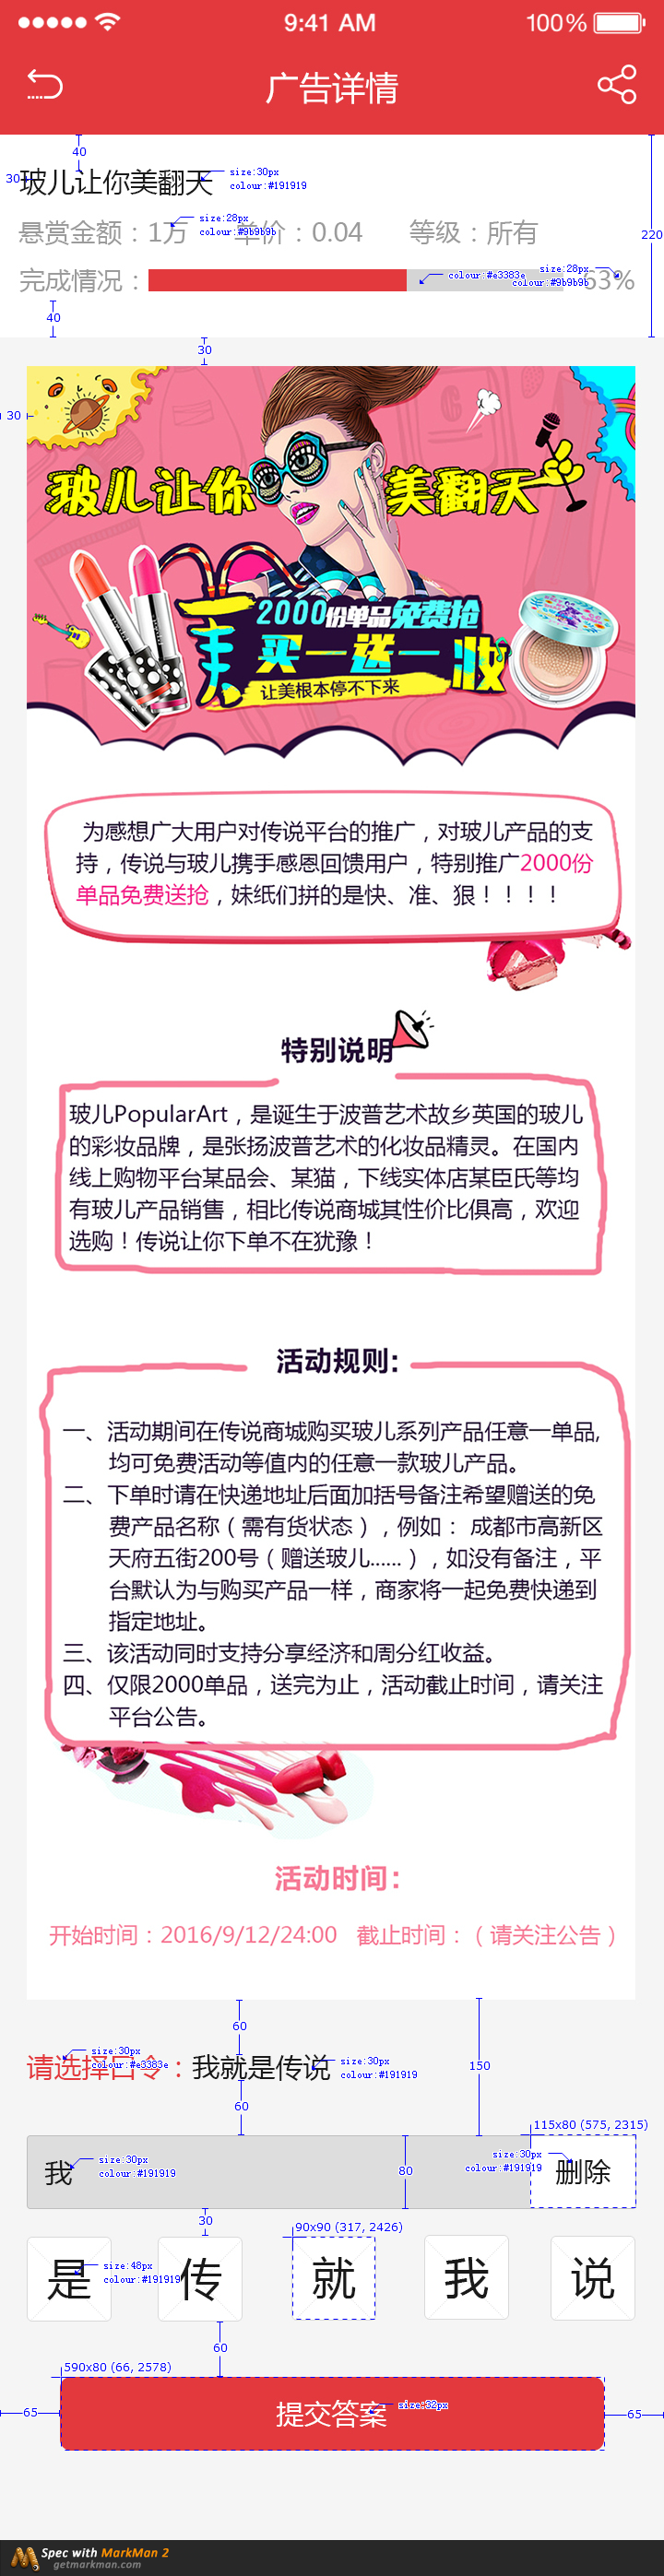 9:41 AM
100%
广告详情
40
30
玻儿让你美翻天
size:30px
colour:#191919
悬赏金额：1万
size:28px
colour:#9b9b9b
单价：0.04
等级：所有
220
完成情况：
colour:#e3383e
size:28px
colour:#9b9b9b
63%
40
30
30
玻儿让你
美翻天
2000份单品免费抢
美
买一送一
妆
让美根本停不下来
为感想广大用户对传说平台的推广，对玻儿产品的支
持，传说与玻儿携手感恩回馈用户，特别推广2000份
单品免费送抢，妹纸们拼的是快、准、狠！！！！
特别说明
玻儿PopularArt，是诞生于波普艺术故乡英国的玻儿
的彩妆品牌，是张扬波普艺术的化妆品精灵。在国内
线上购物平台某品会、某猫，下线实体店某臣氏等均
有玻儿产品销售，相比传说商城其性价比俱高，欢迎
选购！传说让你下单不在犹豫！
活动规则：
一、活动期间在传说商城购买玻儿系列产品任意一单品,
均可免费活动等值内的任意一款玻儿产品。
二、下单时请在快递地址后面加括号备注希望赠送的免
费产品名称（需有货状态），例如： 成都市高新区
天府五街200号（赠送玻儿......），如没有备注，平
台默认为与购买产品一样，商家将一起免费快递到
指定地址。
三、该活动同时支持分享经济和周分红收益。
四、仅限2000单品，送完为止，活动截止时间，请关注
平台公告。
活动时间：
开始时间：2016/9/12/24:00 截止时间：（请关注公告）
60
150
请选择口令：我就是传说
size:30px
colour:#e3383e
size:30px
colour:#191919
60
115x80 (575, 2315)
我
size:30px
colour:#191919
80
size:30px
colour:#191919
删除
30
90x90 (317, 2426)
是
size:48px
colour:#191919
传
就
我
说
60
590x80 (66, 2578)
65
提交答案
size:32px
65
Spec with MarkMan 2
getmarkman.com